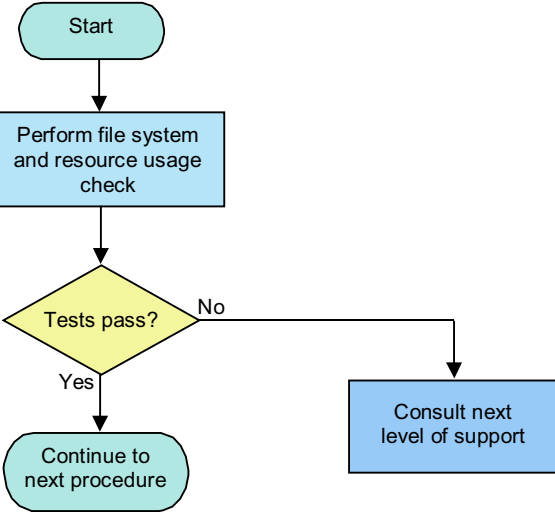 Start
Perform file system
and resource usage
check
Tests pass?
No
Yes
Consult next
level of support
Continue to
next procedure